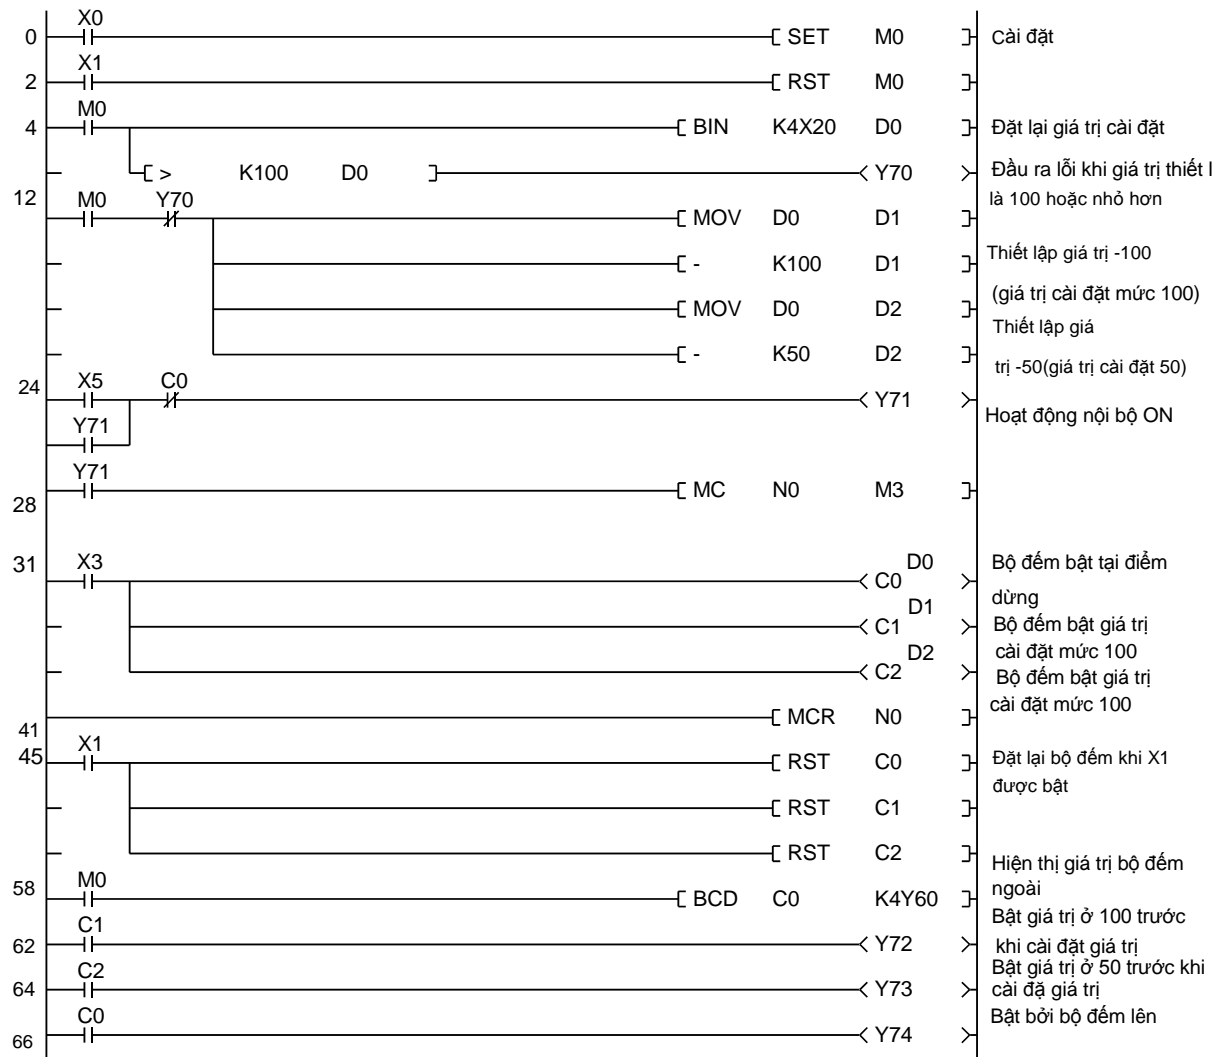 X0
0 SET M0 Cài đặt
X1
2 RST M0
M0
4 BIN K4X20 D0 Đặt lại giá trị cài đặt
> K100 D0 Y70 Đầu ra lỗi khi giá trị thiết l
là 100 hoặc nhỏ hơn
12 M0 Y70
MOV D0 D1
- K100 D1 Thiết lập giá trị -100
(giá trị cài đặt mức 100)
MOV D0 D2
Thiết lập giá
- K50 D2
trị -50(giá trị cài đặt 50)
24 X5 C0
Y71
Hoạt động nội bộ ON
Y71
Y71
28 MC N0 M3
31 X3 D0 Bộ đếm bật tại điểm
C0
dừng
D1
C1 Bộ đếm bật giá trị
cài đặt mức 100
D2
C2 Bộ đếm bật giá trị
cài đặt mức 100
41 MCR N0
45 X1
RST C0 Đặt lại bộ đếm khi X1
được bật
RST C1
RST C2
Hiện thị giá trị bộ đếm
ngoài
58 M0
BCD C0 K4Y60
Bật giá trị ở 100 trước
khi cài đặt giá trị
C1
62 Y72
Bật giá trị ở 50 trước khi
cài đặ giá trị
C2
64 Y73
Bật bởi bộ đếm lên
C0
66 Y74